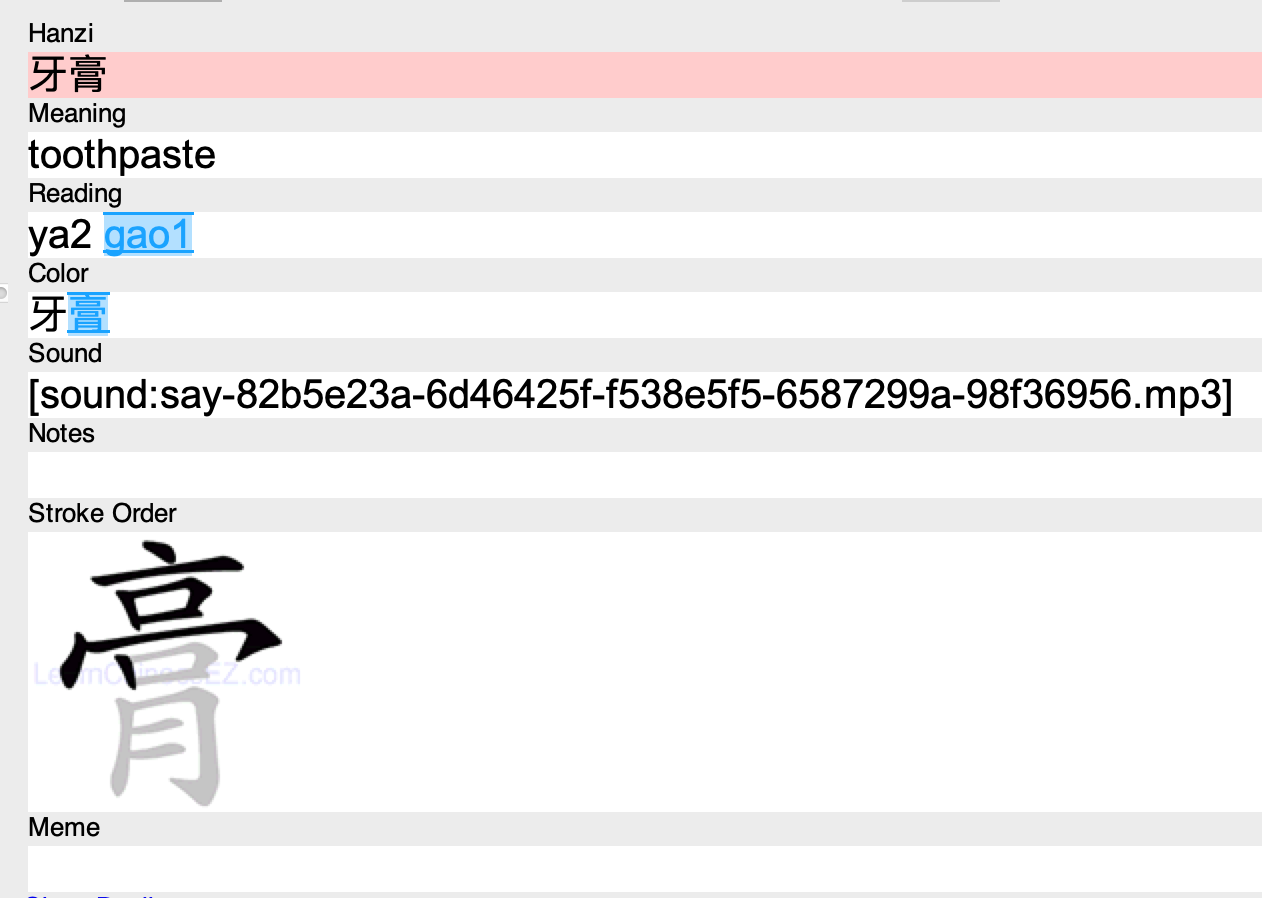 Hanzi
牙膏
Meaning
toothpaste
Reading
ya2 gao1
Color
牙膏
Sound
[sound:say-82b5e23a-6d46425f-f538e5f5-6587299a-98f36956.mp3]
Notes
Stroke Order
膏
LearnChineseEZ.com
Meme